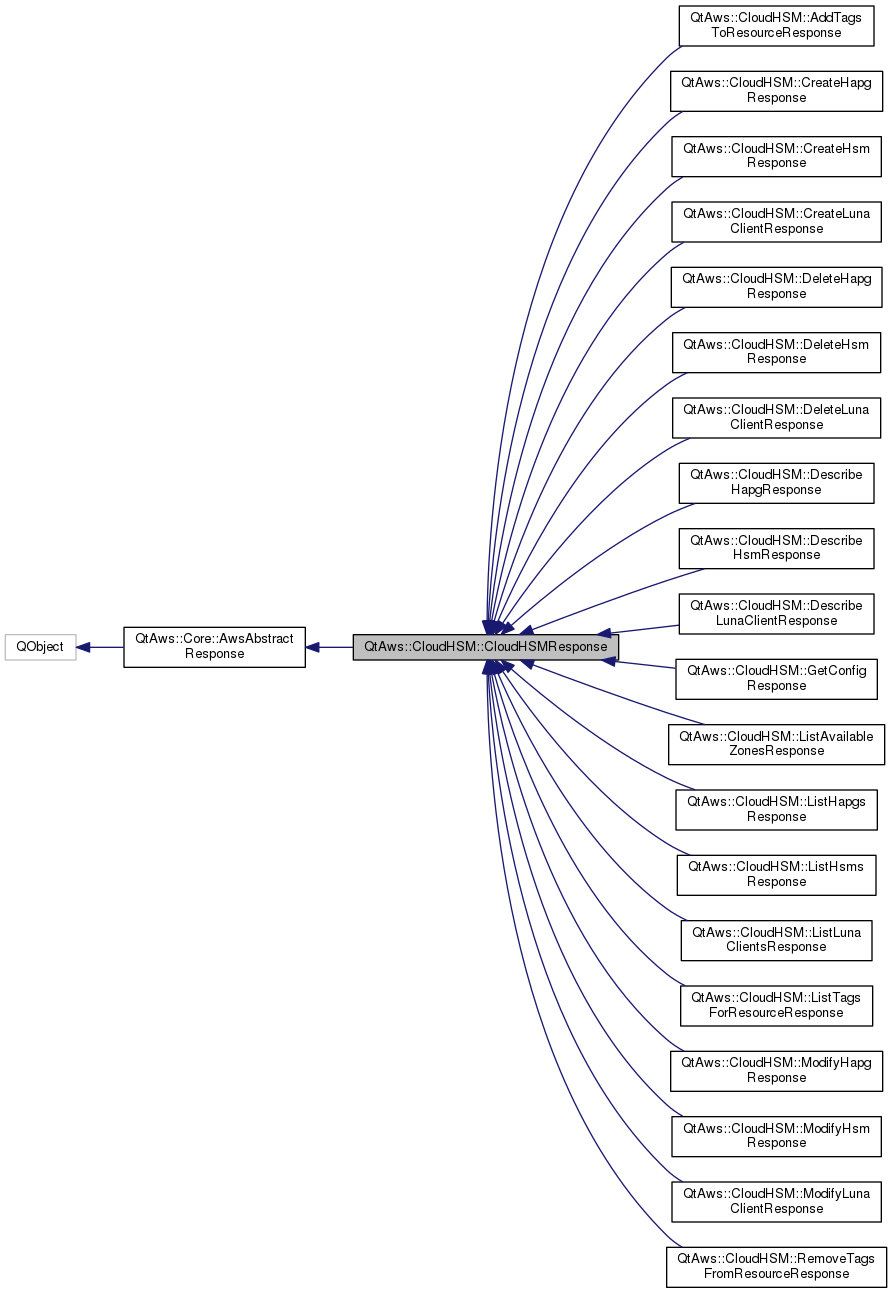 QtAws::CloudHSM::AddTags
ToResourceResponse
QtAws::CloudHSM::CreateHapg
Response
QtAws::CloudHSM::CreateHsm
Response
QtAws::CloudHSM::CreateLuna
ClientResponse
QtAws::CloudHSM::DeleteHapg
Response
QtAws::CloudHSM::DeleteHsm
Response
QtAws::CloudHSM::DeleteLuna
ClientResponse
QtAws::CloudHSM::Describe
HapgResponse
QtAws::CloudHSM::Describe
HsmResponse
QtAws::CloudHSM::Describe
LunaClientResponse
QObject
QtAws::Core::AwsAbstract
Response
QtAws::CloudHSM::CloudHSMResponse
QtAws::CloudHSM::GetConfig
Response
QtAws::CloudHSM::ListAvailable
ZonesResponse
QtAws::CloudHSM::ListHapgs
Response
QtAws::CloudHSM::ListHsms
Response
QtAws::CloudHSM::ListLuna
ClientsResponse
QtAws::CloudHSM::ListTags
ForResourceResponse
QtAws::CloudHSM::ModifyHapg
Response
QtAws::CloudHSM::ModifyHsm
Response
QtAws::CloudHSM::ModifyLuna
ClientResponse
QtAws::CloudHSM::RemoveTags
FromResourceResponse